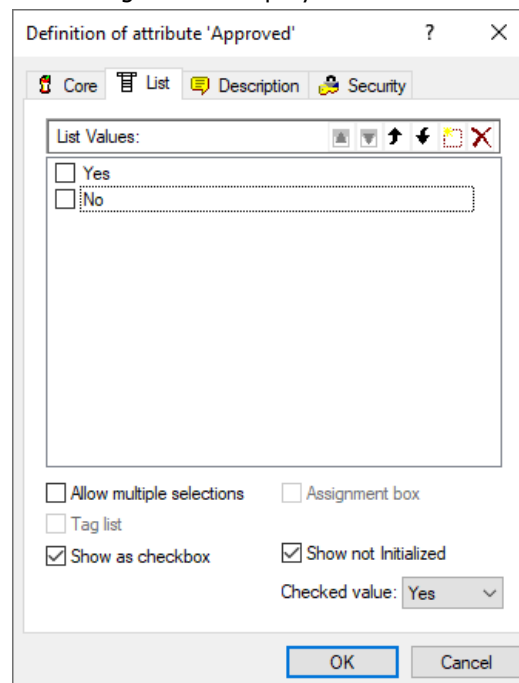 Definition of attribute 'Approved' ?
Core List Description Security
List Values:
Yes
No
Allow multiple selections Assignment box
Tag list
Show as checkbox Show not Initialized
Checked value: Yes
OK Cancel